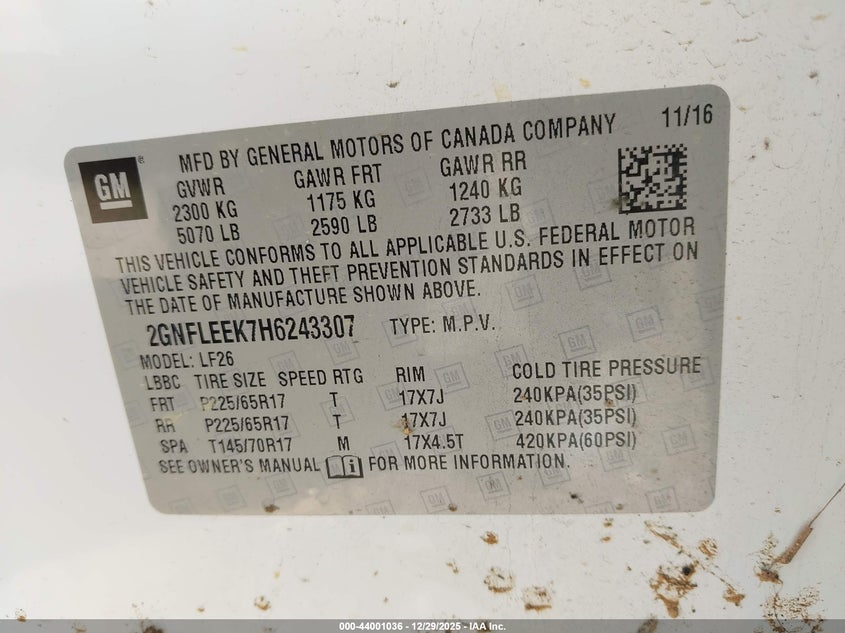 11/16
GM ®
MFD BY GENERAL MOTORS OF CANADA COMPANY
GVWR GAWR FRT GAWR RR
2300 KG 1175 KG 1240 KG
5070 LB 2590 LB 2733 LB
THIS VEHICLE CONFORMS TO ALL APPLICABLE U.S. FEDERAL MOTOR
VEHICLE SAFETY AND THEFT PREVENTION STANDARDS IN EFFECT ON
THE DATE OF MANUFACTURE SHOWN ABOVE.
2GNFLEEK7H6243307 TYPE: M.P.V.
MODEL: LF26
LBBC TIRE SIZE SPEED RTG RIM COLD TIRE PRESSURE
FRT P225/65R17 T 17X7J 240KPA(35PSI)
RR P225/65R17 T 17X7J 240KPA(35PSI)
SPA T145/70R17 M 17X4.5T 420KPA(60PSI)
SEE OWNER'S MANUAL i FOR MORE INFORMATION.
000-44001036 - 12/29/2025 - IAA Inc.